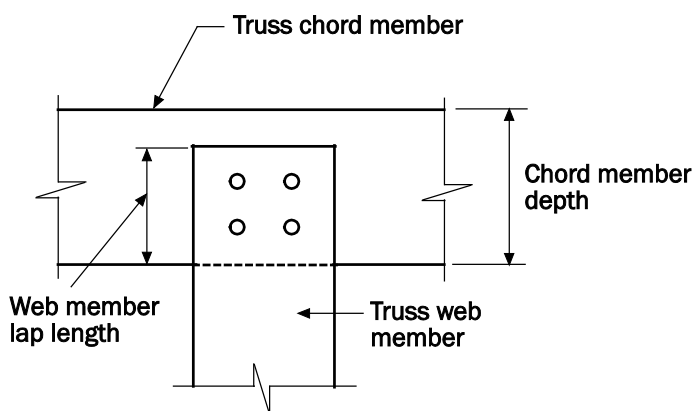 Truss chord member
Chord member
depth
Web member
lap length
Truss web
member